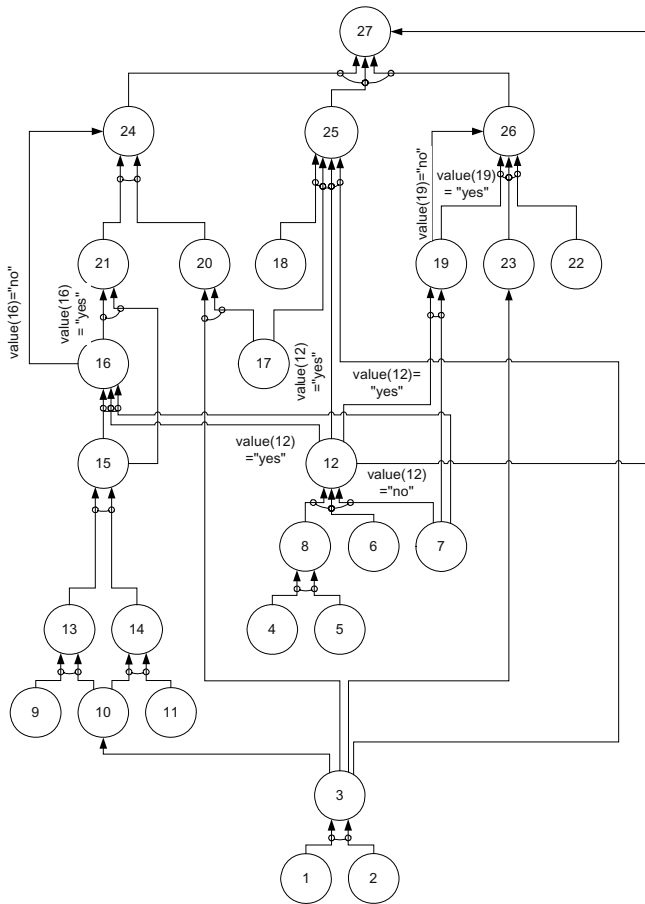 27
24
25
26
value(19)="no"
value(19)
= "yes"
21
20
18
19
23
22
value(16)="no"
value(16)
= "yes"
16
17
value(12)
="yes"
value(12)=
"yes"
15
value(12)
="yes"
12
value(12)
="no"
8
6
7
4
5
13
14
9
10
11
3
1
2